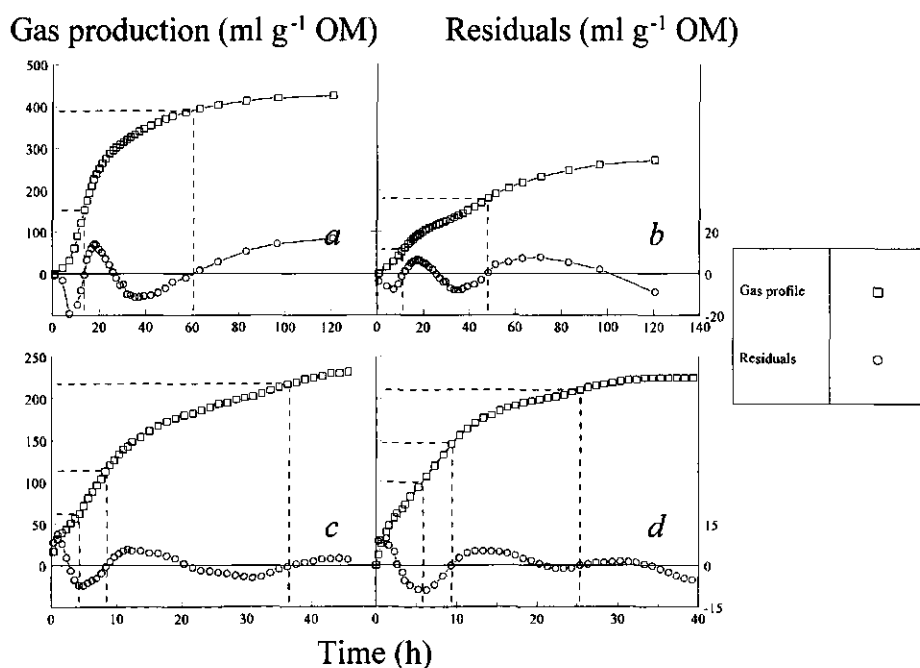 Gas production (ml g⁻¹ OM) Residuals (ml g⁻¹ OM)
500
400
300
200
100
0
a
b
20
0
-20
0 20 40 60 80 100 120
0 20 40 60 80 100 120 140
Gas profile
Residuals
250
200
150
100
50
0
c
d
15
0
-15
0 10 20 30 40
0 10 20 30 40
Time (h)